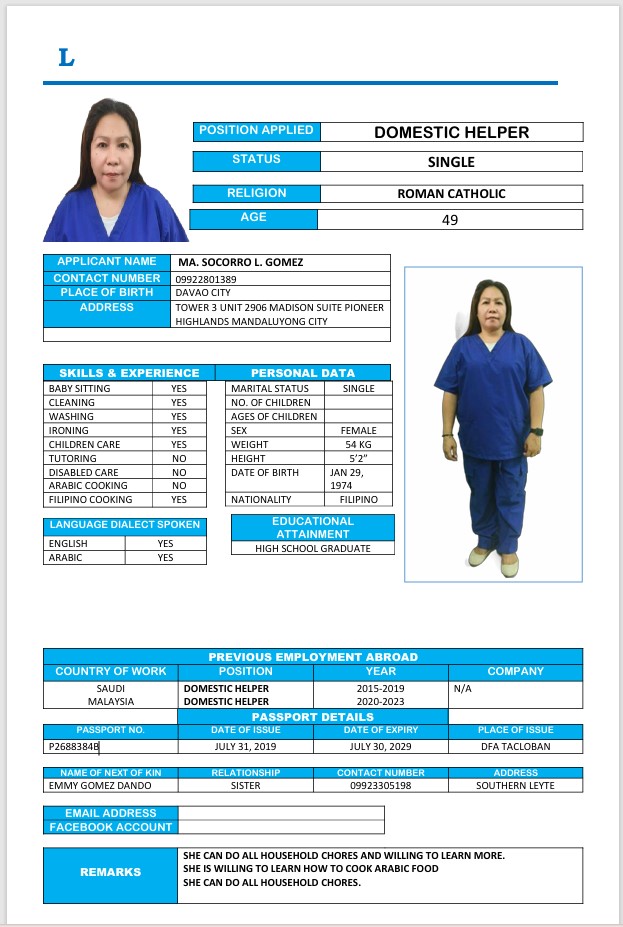 L
POSITION APPLIED DOMESTIC HELPER
STATUS SINGLE
RELIGION ROMAN CATHOLIC
AGE 49
APPLICANT NAME MA. SOCORRO L. GOMEZ
CONTACT NUMBER 09922801389
PLACE OF BIRTH DAVAO CITY
ADDRESS TOWER 3 UNIT 2906 MADISON SUITE PIONEER
HIGHLANDS MANDALUYONG CITY
SKILLS & EXPERIENCE PERSONAL DATA
BABY SITTING YES MARITAL STATUS SINGLE
CLEANING YES NO. OF CHILDREN
WASHING YES AGES OF CHILDREN
IRONING YES SEX FEMALE
CHILDREN CARE YES WEIGHT 54 KG
TUTORING NO HEIGHT 5’2”
DISABLED CARE NO DATE OF BIRTH JAN 29,
ARABIC COOKING NO 1974
FILIPINO COOKING YES NATIONALITY FILIPINO
LANGUAGE DIALECT SPOKEN
ENGLISH YES
ARABIC YES
EDUCATIONAL
ATTAINMENT
HIGH SCHOOL GRADUATE
PREVIOUS EMPLOYMENT ABROAD
COUNTRY OF WORK POSITION YEAR COMPANY
SAUDI DOMESTIC HELPER 2015-2019 N/A
MALAYSIA DOMESTIC HELPER 2020-2023
PASSPORT DETAILS
PASSPORT NO. DATE OF ISSUE DATE OF EXPIRY PLACE OF ISSUE
P2688384B JULY 31, 2019 JULY 30, 2029 DFA TACLOBAN
NAME OF NEXT OF KIN RELATIONSHIP CONTACT NUMBER ADDRESS
EMMY GOMEZ DANDO SISTER 09923305198 SOUTHERN LEYTE
EMAIL ADDRESS
FACEBOOK ACCOUNT
REMARKS
SHE CAN DO ALL HOUSEHOLD CHORES AND WILLING TO LEARN MORE.
SHE IS WILLING TO LEARN HOW TO COOK ARABIC FOOD
SHE CAN DO ALL HOUSEHOLD CHORES.